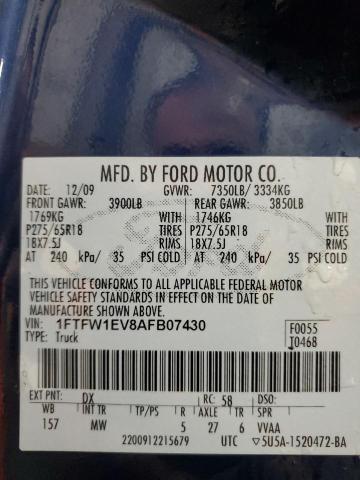 MFD. BY FORD MOTOR CO.
DATE: 12/09 GVWR: 7350LB/ 3334KG
FRONT GAWR: 3900LB REAR GAWR: 3850LB
1769KG WITH 1746KG WITH
P275/65R18 TIRES P275/65R18 TIRES
18X7.5J RIMS 18X7.5J RIMS
AT 240 kPa/ 35 PSI COLD AT 240 kPa/ 35 PSI COLD
THIS VEHICLE CONFORMS TO ALL APPLICABLE FEDERAL MOTOR
VEHICLE SAFETY STANDARDS IN EFFECT ON THE DATE OF
MANUFACTURE SHOWN ABOVE.
VIN: 1FTFW1EV8AFB07430 F0055
TYPE: Truck T0468
EXT PNT: DX RC: 58 DSO:
WB INT TR TP/PS R AXLE TR SPR
157 MW 5 27 6 VVAA
2200912215679 UTC 5U5A-1520472-BA